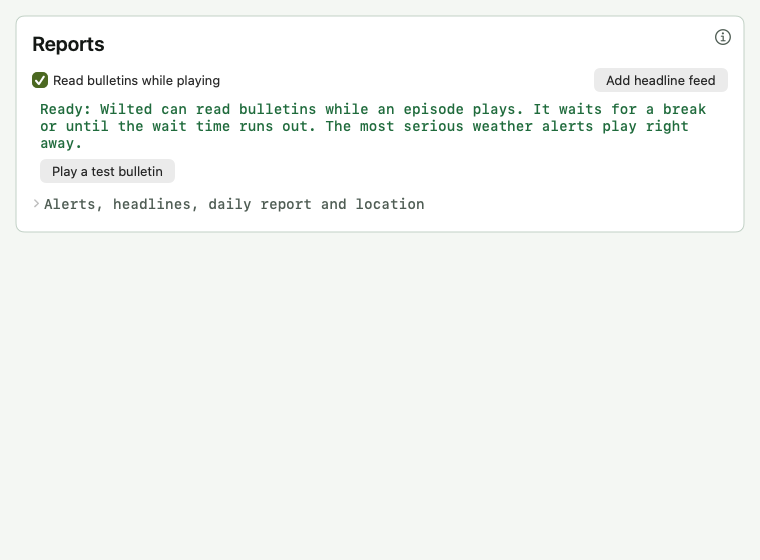 Reports
Read bulletins while playing
Add headline feed
Ready: Wilted can read bulletins while an episode plays. It waits for a break
or until the wait time runs out. The most serious weather alerts play right
away.
Play a test bulletin
Alerts, headlines, daily report and location